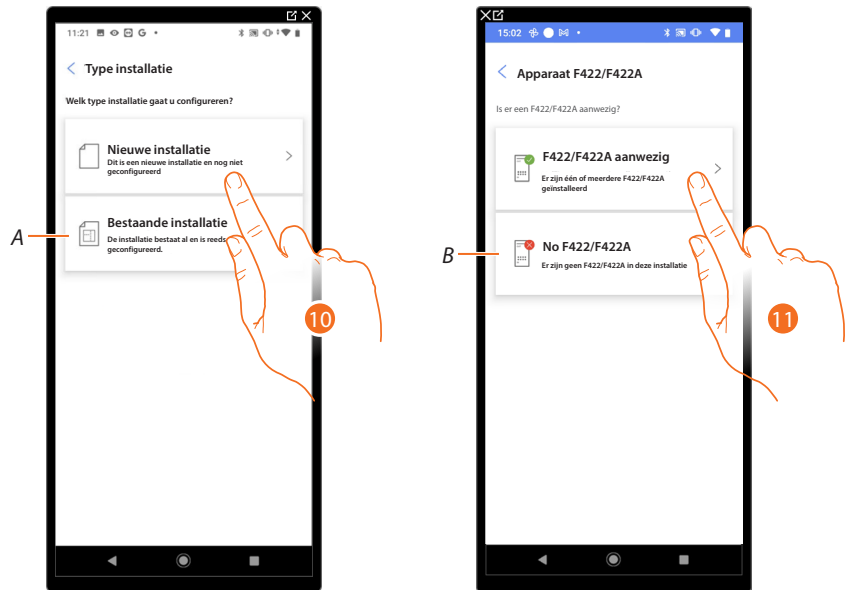 11:21
Type installatie
Welk type installatie gaat u configureren?
Nieuwe installatie
Dit is een nieuwe installatie en nog niet
geconfigureerd
A
Bestaande installatie
De installatie bestaat al en is reeds
geconfigureerd.
10
15:02
Apparaat F422/F422A
Is er een F422/F422A aanwezig?
F422/F422A aanwezig
Er zijn één of meerdere F422/F422A
geïnstalleerd
B
No F422/F422A
Er zijn geen F422/F422A in deze installatie
11